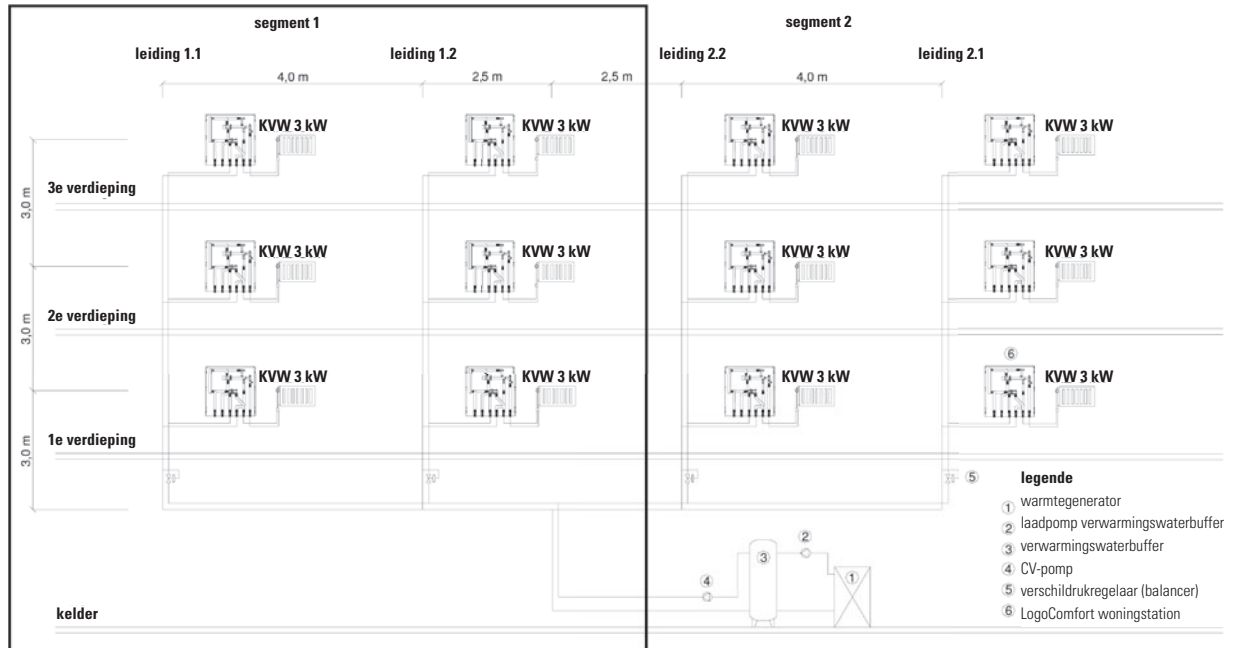 segment 1
segment 2
leiding 1.1
leiding 1.2
leiding 2.2
leiding 2.1
4,0 m
2,5 m
2,5 m
4,0 m
KVW 3 kW
KVW 3 kW
KVW 3 kW
KVW 3 kW
3e verdieping
3,0 m
KVW 3 kW
KVW 3 kW
KVW 3 kW
KVW 3 kW
2e verdieping
3,0 m
6
KVW 3 kW
KVW 3 kW
KVW 3 kW
KVW 3 kW
1e verdieping
3,0 m
5
legende
1 warmtegenerator
2 laadpomp verwarmingswaterbuffer
3 verwarmingswaterbuffer
4 CV-pomp
5 verschildrukregelaar (balancer)
6 LogoComfort woningstation
2
3
1
4
kelder